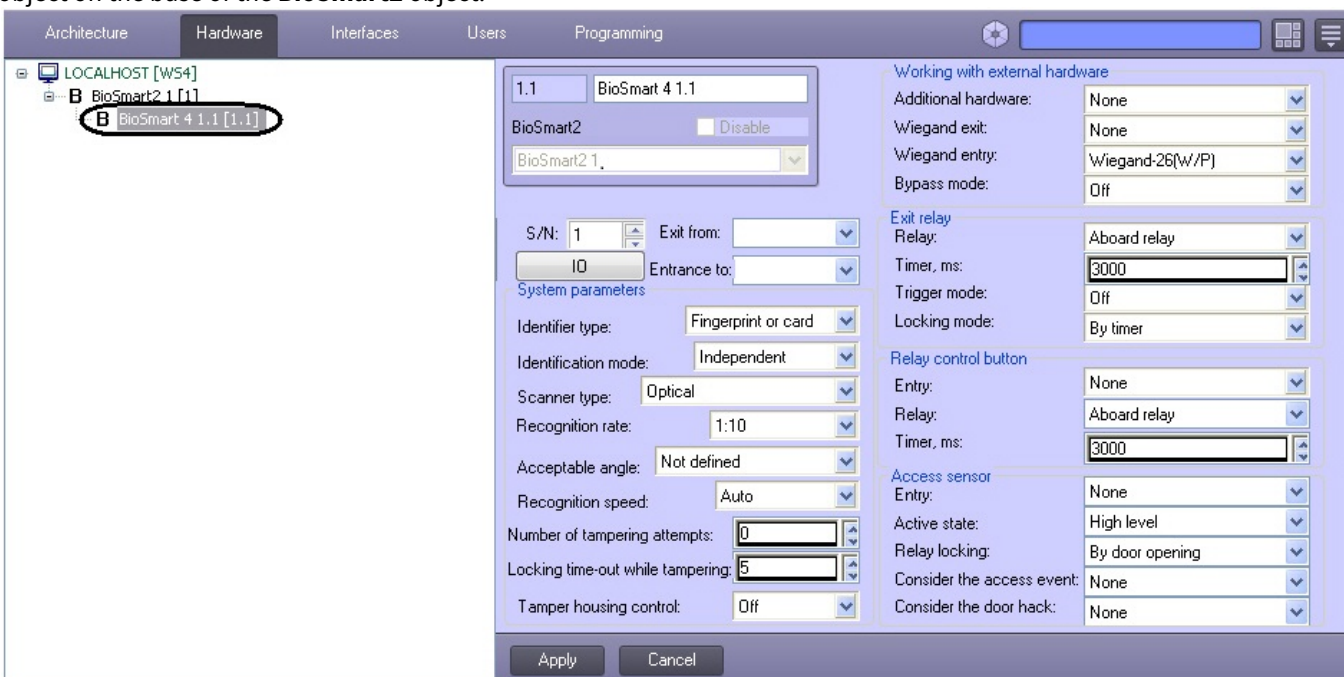 object on the base of the BioSmart2 object.
Architecture Hardware Interfaces Users Programming
LOCALHOST [WS4]
B BioSmart2 1 [1]
B BioSmart 4 1.1 [1.1]
1.1 BioSmart 4 1.1
BioSmart2 Disable
BioSmart2 1.
S/N: 1 Exit from:
IO Entrance to:
System parameters
Identifier type: Fingerprint or card
Identification mode: Independent
Scanner type: Optical
Recognition rate: 1:10
Acceptable angle: Not defined
Recognition speed: Auto
Number of tampering attempts: 0
Locking time-out while tampering: 5
Tamper housing control: Off
Working with external hardware
Additional hardware: None
Wiegand exit: None
Wiegand entry: Wiegand-26(W/P)
Bypass mode: Off
Exit relay
Relay: Aboard relay
Timer, ms: 3000
Trigger mode: Off
Locking mode: By timer
Relay control button
Entry: None
Relay: Aboard relay
Timer, ms: 3000
Access sensor
Entry: None
Active state: High level
Relay locking: By door opening
Consider the access event: None
Consider the door hack: None
Apply Cancel